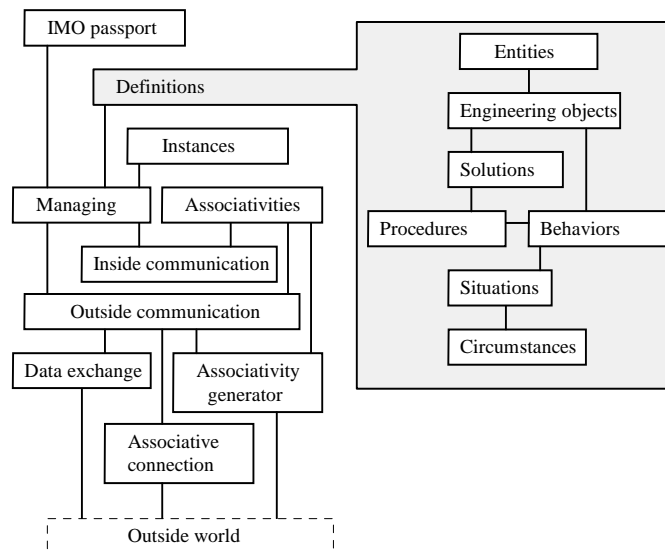 IMO passport
Definitions
Instances
Managing
Associativities
Inside communication
Outside communication
Data exchange
Associativity
generator
Associative
connection
Outside world
Entities
Engineering objects
Solutions
Procedures
Behaviors
Situations
Circumstances